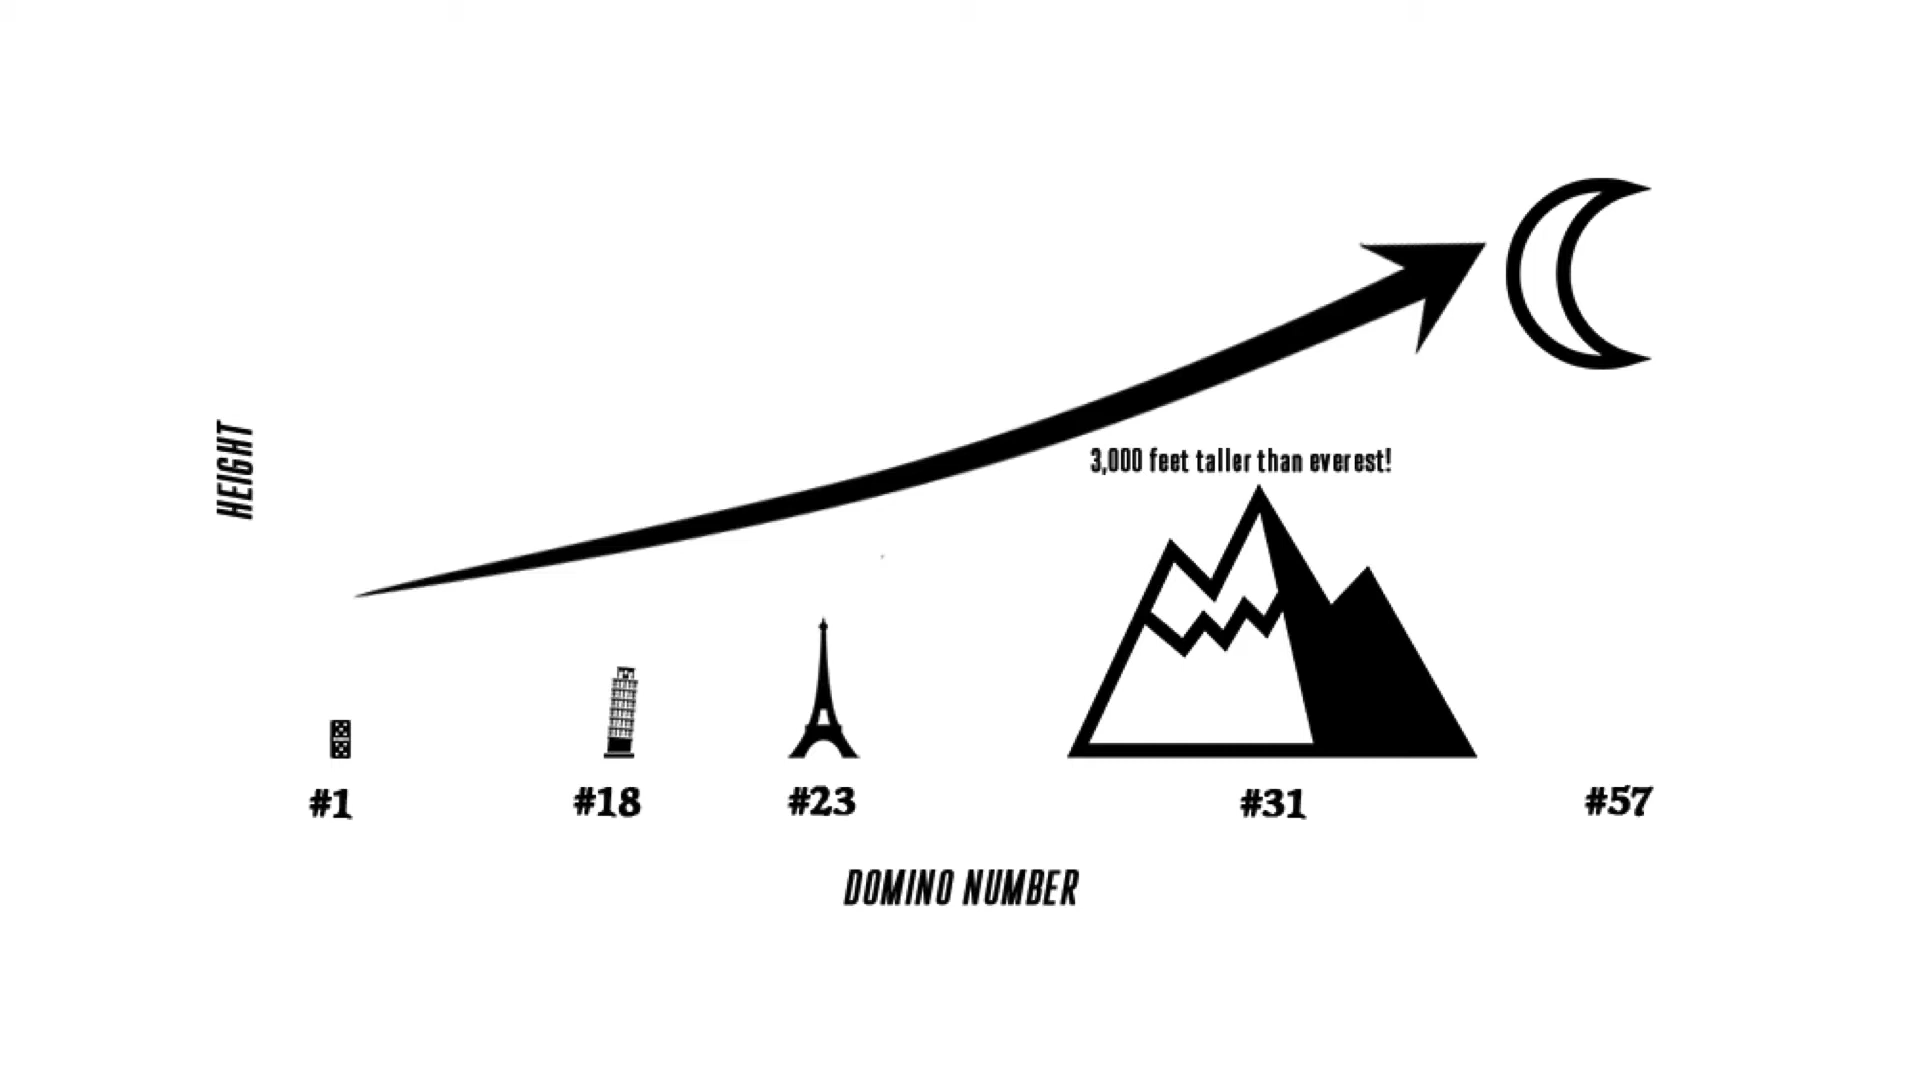 HEIGHT
3,000 feet taller than everest!
#1
#18
#23
#31
#57
DOMINO NUMBER